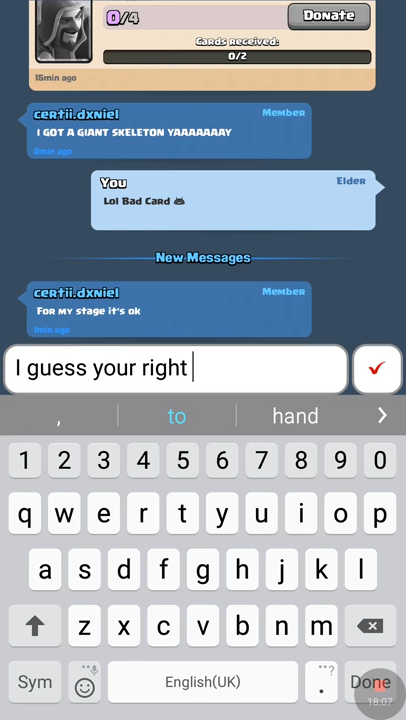 0/4
Donate
Cards received:
0/2
15min ago
certii.dxniel
Member
I GOT A GIANT SKELETON YAAAAAAAY
2min ago
You
Elder
Lol Bad Card
New Messages
certii.dxniel
Member
For my stage it's ok
1min ago
I guess your right
, to hand
1 2 3 4 5 6 7 8 9 0
q w e r t y u i o p
a s d f g h j k l
z x c v b n m
Sym English(UK) . Done
18:07